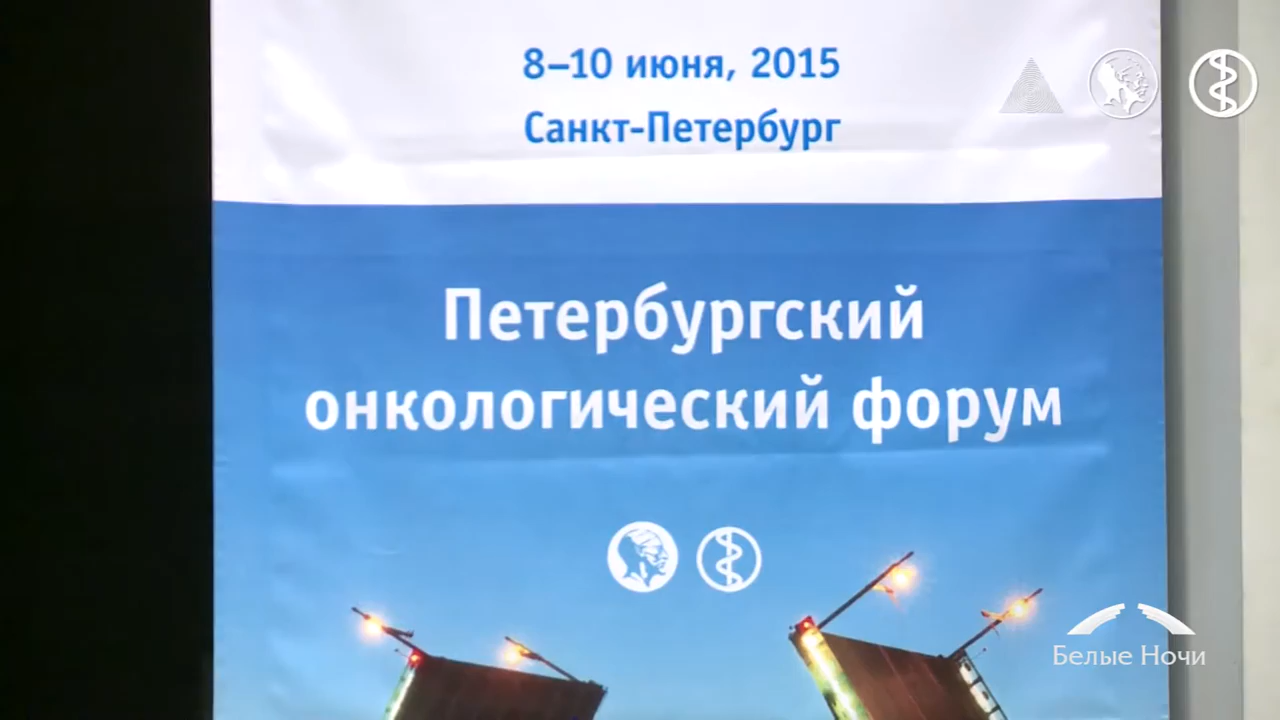 8–10 июня, 2015
Санкт-Петербург
Петербургский
онкологический форум
Белые Ночи